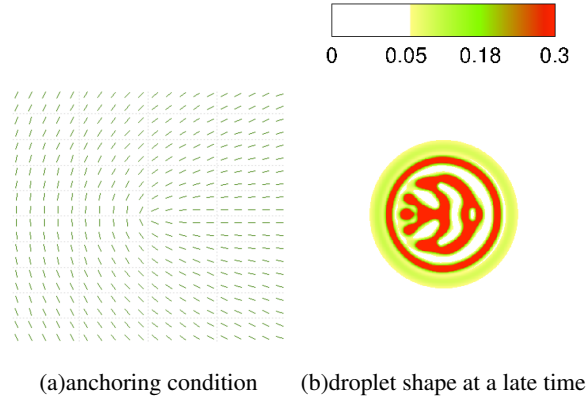 0 0.05 0.18 0.3
(a)anchoring condition (b)droplet shape at a late time